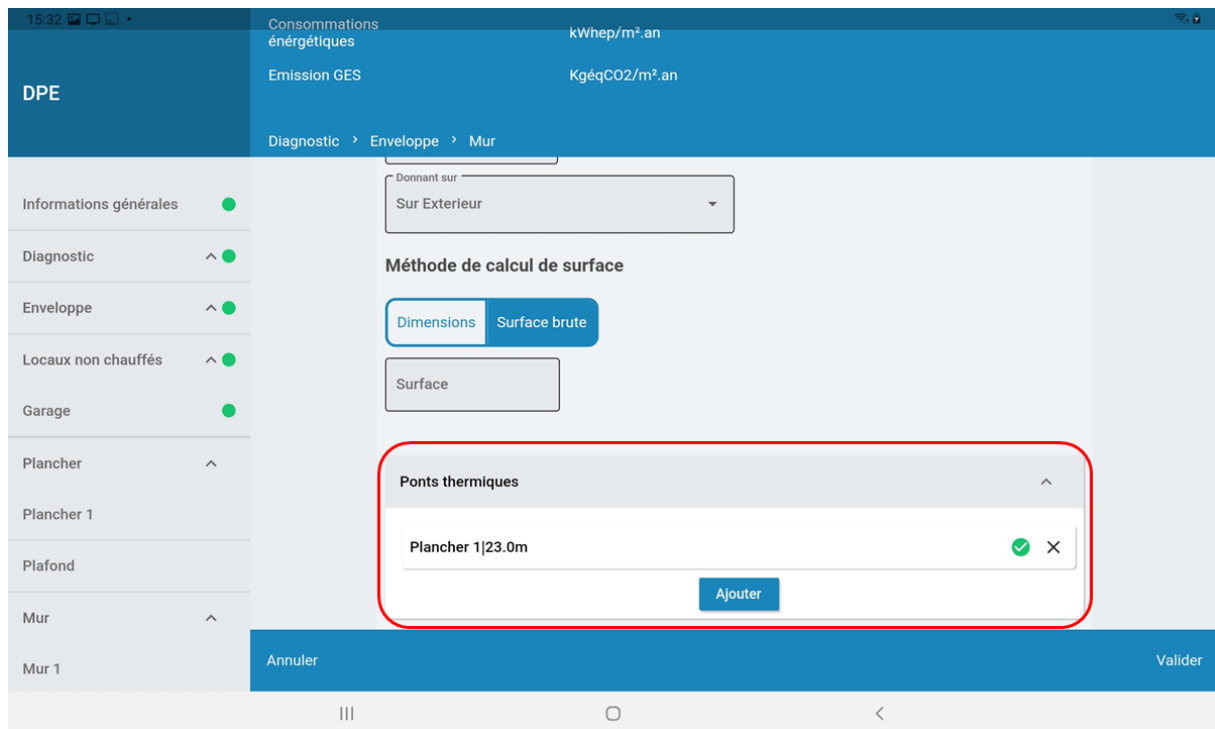 15:32
Consommations
énérgétiques
kWhep/m².an
DPE
Emission GES
KgéqCO2/m².an
Diagnostic > Enveloppe > Mur
Informations générales
Diagnostic
Enveloppe
Locaux non chauffés
Garage
Plancher
Plancher 1
Plafond
Mur
Mur 1
Donnant sur
Sur Exterieur
Méthode de calcul de surface
Dimensions
Surface brute
Surface
Ponts thermiques
Plancher 1|23.0m
Ajouter
Annuler
Valider